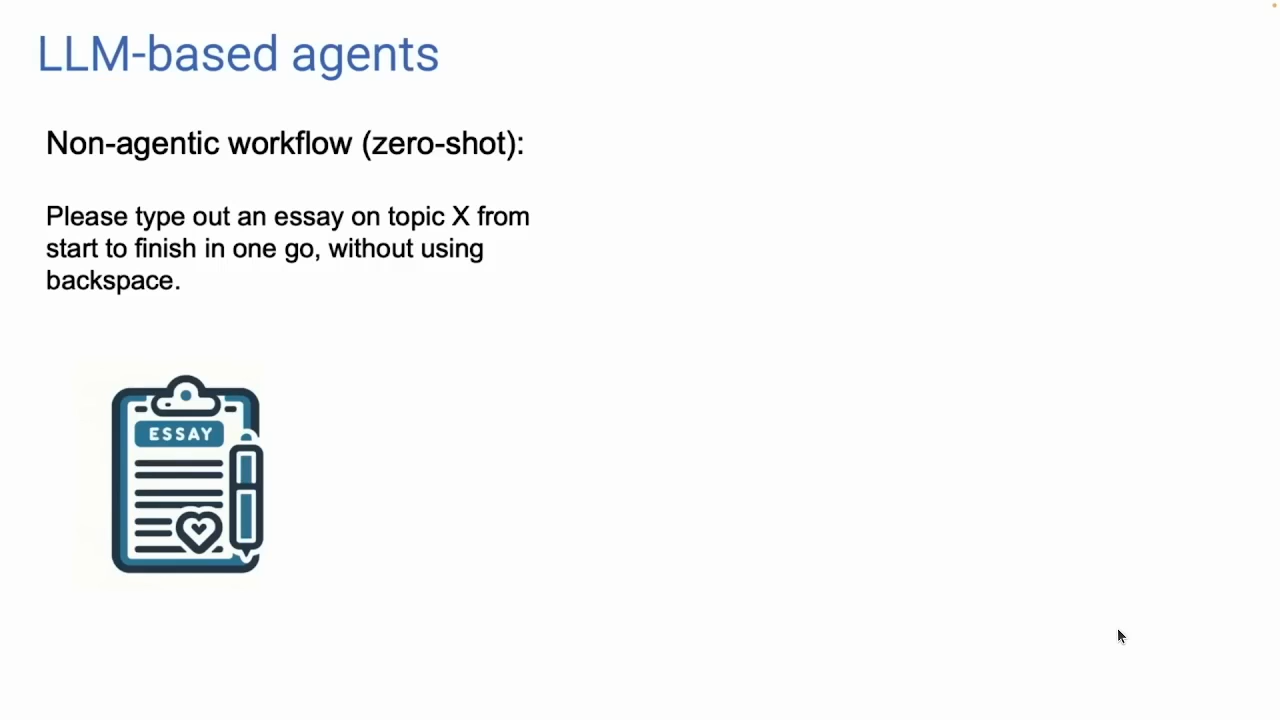 LLM-based agents
Non-agentic workflow (zero-shot):
Please type out an essay on topic X from
start to finish in one go, without using
backspace.
ESSAY